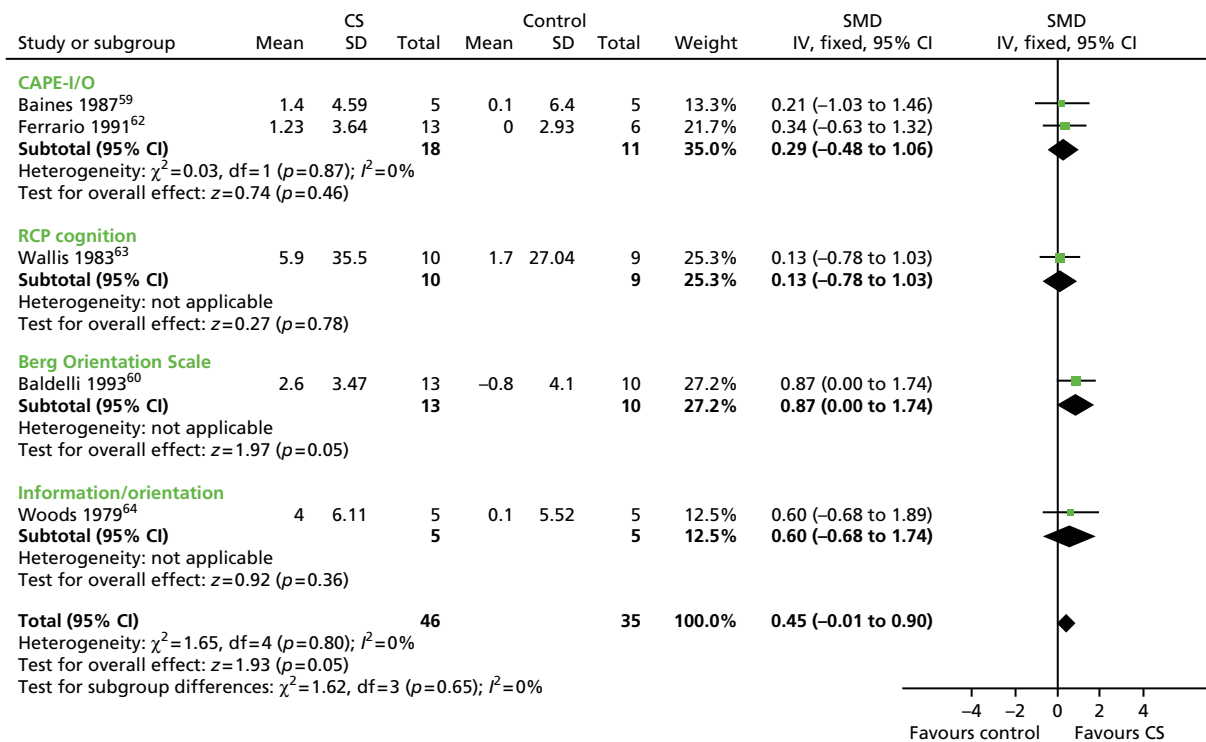 CS Control SMD SMD
Study or subgroup Mean SD Total Mean SD Total Weight IV, fixed, 95% CI IV, fixed, 95% CI
CAPE-I/O
Baines 1987⁵⁹ 1.4 4.59 5 0.1 6.4 5 13.3% 0.21 (–1.03 to 1.46)
Ferrario 1991⁶² 1.23 3.64 13 0 2.93 6 21.7% 0.34 (–0.63 to 1.32)
Subtotal (95% CI) 18 11 35.0% 0.29 (–0.48 to 1.06)
Heterogeneity: χ²=0.03, df=1 (p=0.87); I²=0%
Test for overall effect: z=0.74 (p=0.46)
RCP cognition
Wallis 1983⁶³ 5.9 35.5 10 1.7 27.04 9 25.3% 0.13 (–0.78 to 1.03)
Subtotal (95% CI) 10 9 25.3% 0.13 (–0.78 to 1.03)
Heterogeneity: not applicable
Test for overall effect: z=0.27 (p=0.78)
Berg Orientation Scale
Baldelli 1993⁶⁰ 2.6 3.47 13 –0.8 4.1 10 27.2% 0.87 (0.00 to 1.74)
Subtotal (95% CI) 13 10 27.2% 0.87 (0.00 to 1.74)
Heterogeneity: not applicable
Test for overall effect: z=1.97 (p=0.05)
Information/orientation
Woods 1979⁶⁴ 4 6.11 5 0.1 5.52 5 12.5% 0.60 (–0.68 to 1.89)
Subtotal (95% CI) 5 5 12.5% 0.60 (–0.68 to 1.74)
Heterogeneity: not applicable
Test for overall effect: z=0.92 (p=0.36)
Total (95% CI) 46 35 100.0% 0.45 (–0.01 to 0.90)
Heterogeneity: χ²=1.65, df=4 (p=0.80); I²=0%
Test for overall effect: z=1.93 (p=0.05)
Test for subgroup differences: χ²=1.62, df=3 (p=0.65); I²=0%
–4 –2 0 2 4
Favours control Favours CS